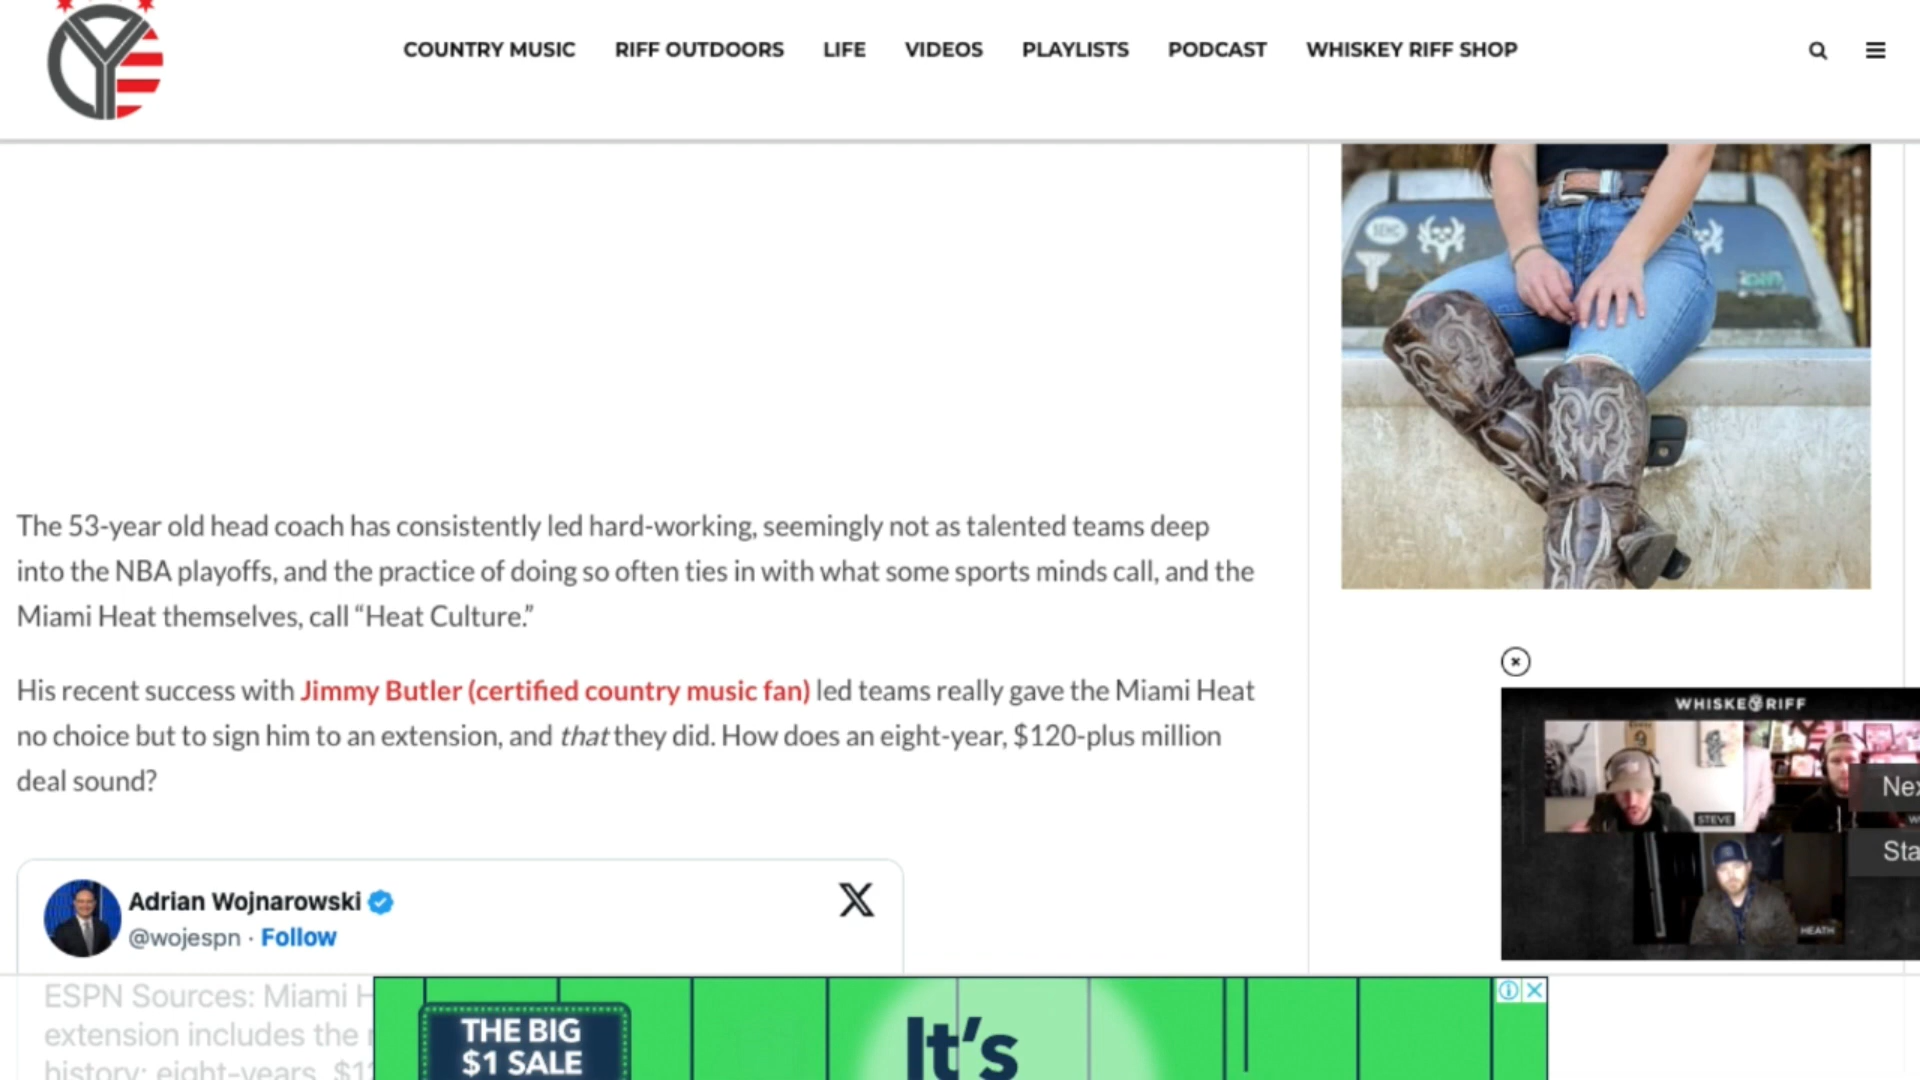 COUNTRY MUSIC RIFF OUTDOORS LIFE VIDEOS PLAYLISTS PODCAST WHISKEY RIFF SHOP
The 53-year old head coach has consistently led hard-working, seemingly not as talented teams deep
into the NBA playoffs, and the practice of doing so often ties in with what some sports minds call, and the
Miami Heat themselves, call “Heat Culture.”
His recent success with Jimmy Butler (certified country music fan) led teams really gave the Miami Heat
no choice but to sign him to an extension, and that they did. How does an eight-year, $120-plus million
deal sound?
WHISKEY RIFF
STEVE
HEATH
Adrian Wojnarowski
@wojespn · Follow
ESPN Sources: Miami
extension includes the
history: eight-years,
THE BIG
$1 SALE
It’s